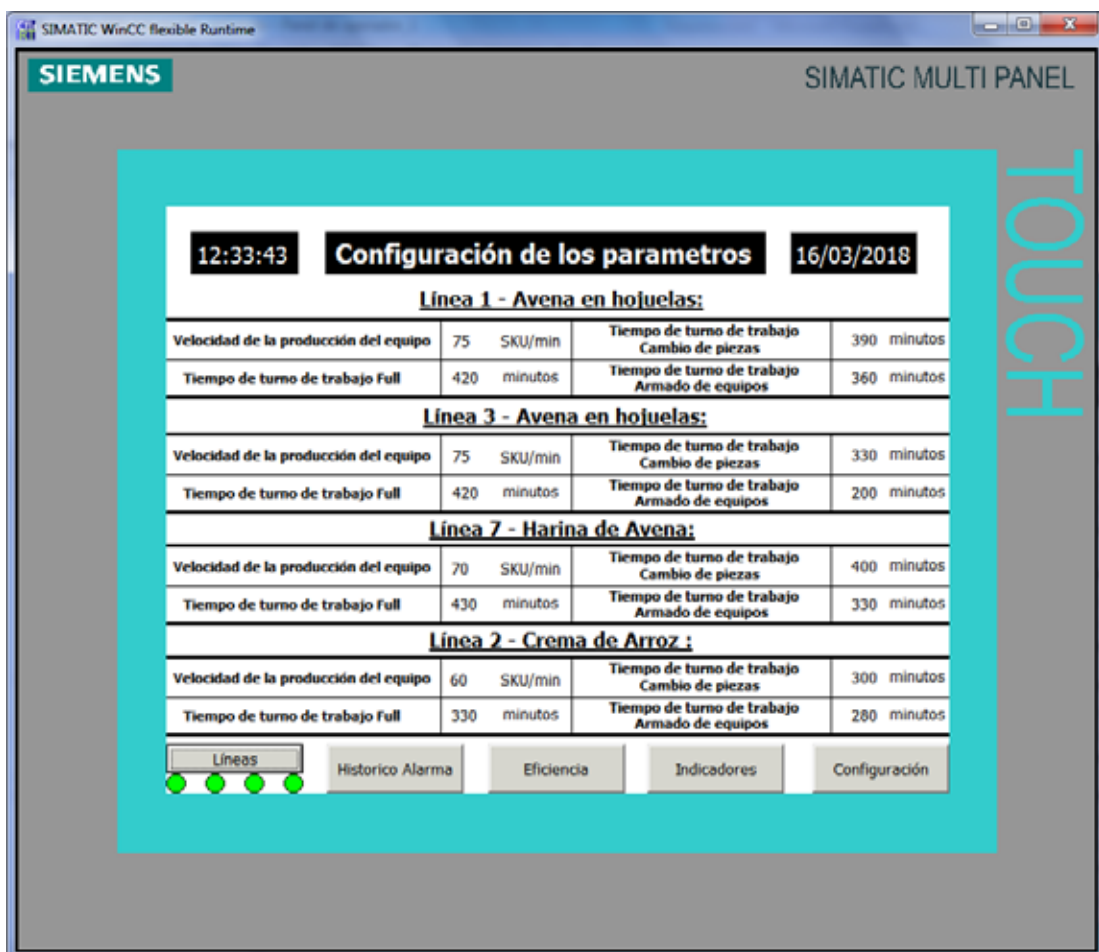 SIMATIC WinCC flexible Runtime
SIEMENS
SIMATIC MULTI PANEL
TOUCH
12:33:43
Configuración de los parametros
16/03/2018
Línea 1 - Avena en hojuelas:
Velocidad de la producción del equipo 75 SKU/min
Tiempo de turno de trabajo
Cambio de piezas
390 minutos
Tiempo de turno de trabajo Full 420 minutos
Tiempo de turno de trabajo
Armado de equipos
360 minutos
Línea 3 - Avena en hojuelas:
Velocidad de la producción del equipo 75 SKU/min
Tiempo de turno de trabajo
Cambio de piezas
330 minutos
Tiempo de turno de trabajo Full 420 minutos
Tiempo de turno de trabajo
Armado de equipos
200 minutos
Línea 7 - Harina de Avena:
Velocidad de la producción del equipo 70 SKU/min
Tiempo de turno de trabajo
Cambio de piezas
400 minutos
Tiempo de turno de trabajo Full 430 minutos
Tiempo de turno de trabajo
Armado de equipos
330 minutos
Línea 2 - Crema de Arroz :
Velocidad de la producción del equipo 60 SKU/min
Tiempo de turno de trabajo
Cambio de piezas
300 minutos
Tiempo de turno de trabajo Full 330 minutos
Tiempo de turno de trabajo
Armado de equipos
280 minutos
Líneas
Historico Alarma
Eficiencia
Indicadores
Configuración